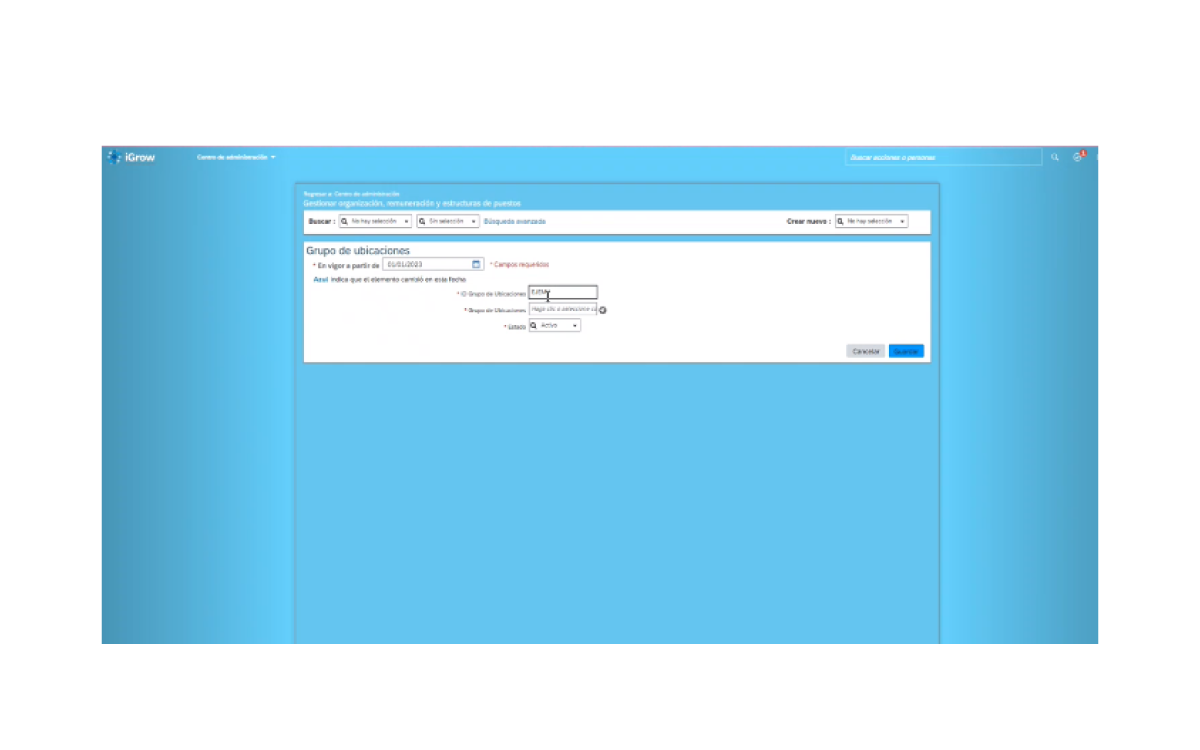 iGrow Centro de administración Buscar acciones o personas 1
Regresar a: Centro de administración
Gestionar organización, remuneración y estructuras de puestos
Buscar : No hay selección Sin selección Búsqueda avanzada Crear nuevo : No hay selección
Grupo de ubicaciones
* En vigor a partir de 01/01/2023 * Campos requeridos
Azul indica que el elemento cambió en esta fecha
* ID Grupo de Ubicaciones
* Grupo de Ubicaciones Haga clic o seleccione
* Estado Activo
Cancelar Guardar